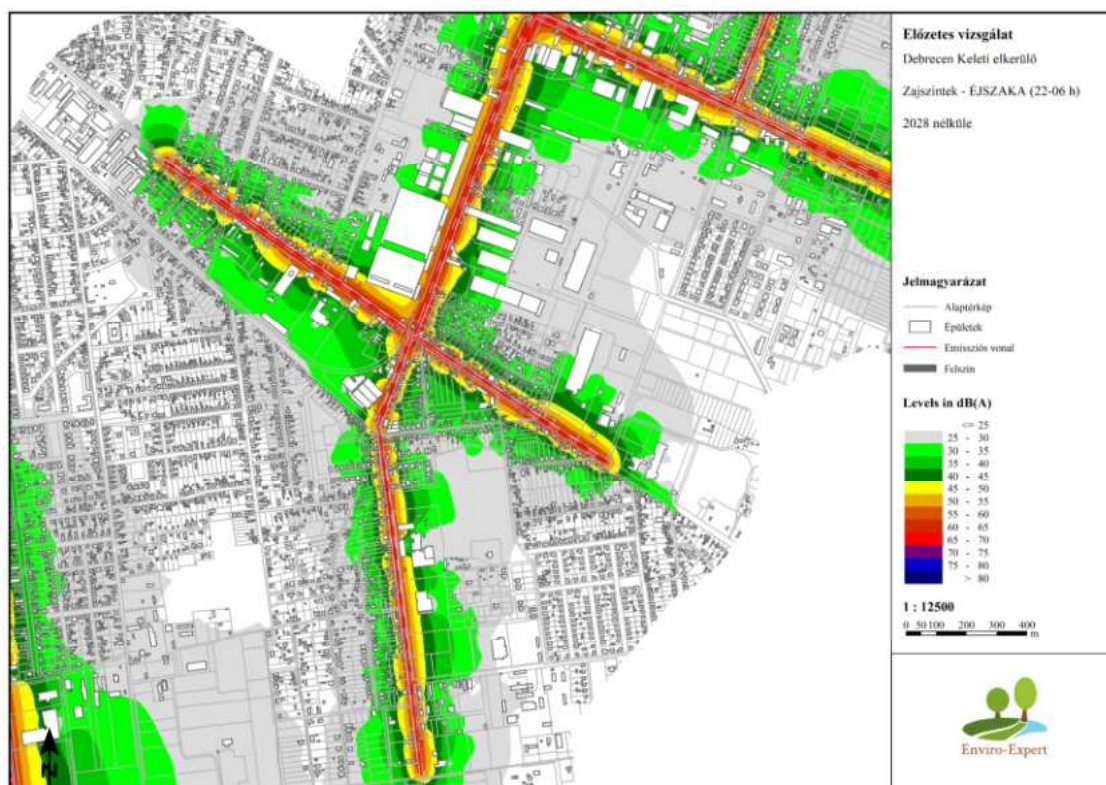 Előzetes vizsgálat
Debrecen Keleti elkerülő
Zajszintek - ÉJSZAKA (22-06 h)
2028 nélküle
Jelmagyarázat
Alaptérkép
Épületek
Emissziós vonal
Felszín
Levels in dB(A)
<= 25
25 - 30
30 - 35
35 - 40
40 - 45
45 - 50
50 - 55
55 - 60
60 - 65
65 - 70
70 - 75
75 - 80
> 80
1 : 12500
0 50 100 200 300 400
m
Enviro-Expert
Z